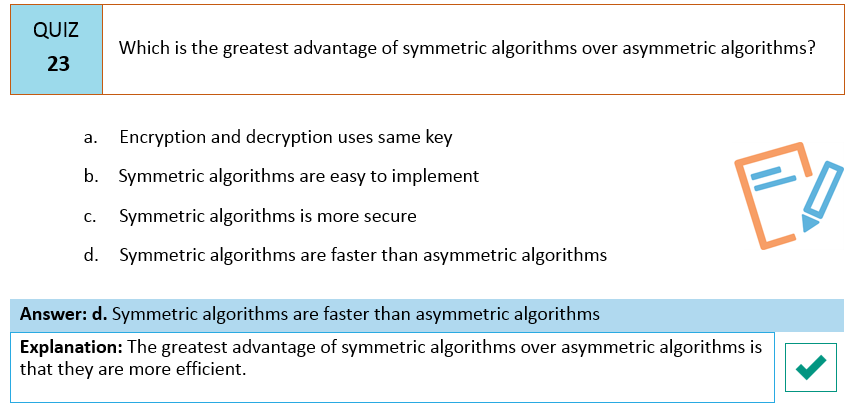 QUIZ
23
Which is the greatest advantage of symmetric algorithms over asymmetric algorithms?
a. Encryption and decryption uses same key
b. Symmetric algorithms are easy to implement
c. Symmetric algorithms is more secure
d. Symmetric algorithms are faster than asymmetric algorithms
Answer: d. Symmetric algorithms are faster than asymmetric algorithms
Explanation: The greatest advantage of symmetric algorithms over asymmetric algorithms is
that they are more efficient.